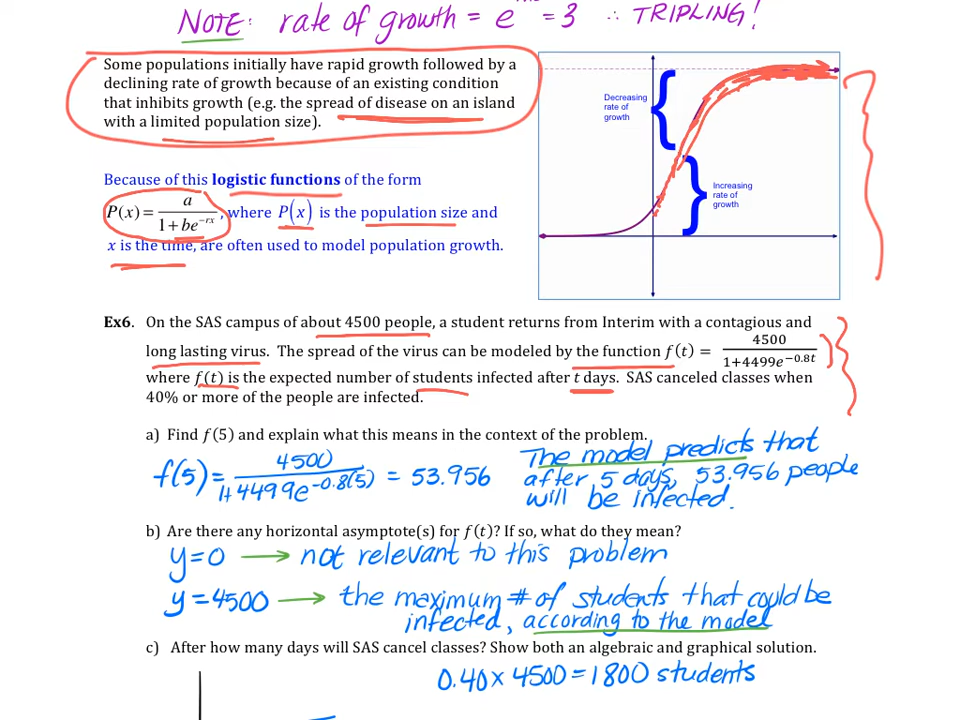 NOTE: rate of growth = e = 3 ∴ TRIPLING!
Some populations initially have rapid growth followed by a
declining rate of growth because of an existing condition
that inhibits growth (e.g. the spread of disease on an island
with a limited population size).
Decreasing
rate of
growth
Increasing
rate of
growth
Because of this logistic functions of the form
P(x) = a / (1 + be^(-rx)), where P(x) is the population size and
x is the time, are often used to model population growth.
Ex6. On the SAS campus of about 4500 people, a student returns from Interim with a contagious and
long lasting virus. The spread of the virus can be modeled by the function f(t) = 4500 / (1+4499e^(-0.8t))
where f(t) is the expected number of students infected after t days. SAS canceled classes when
40% or more of the people are infected.
a) Find f(5) and explain what this means in the context of the problem.
f(5) = 4500 / (1+4499e^(-0.8(5))) = 53.956
The model predicts that
after 5 days, 53.956 people
will be infected.
b) Are there any horizontal asymptote(s) for f(t)? If so, what do they mean?
y=0 → not relevant to this problem
y=4500 → the maximum # of students that could be
infected, according to the model
c) After how many days will SAS cancel classes? Show both an algebraic and graphical solution.
0.40 x 4500 = 1800 students